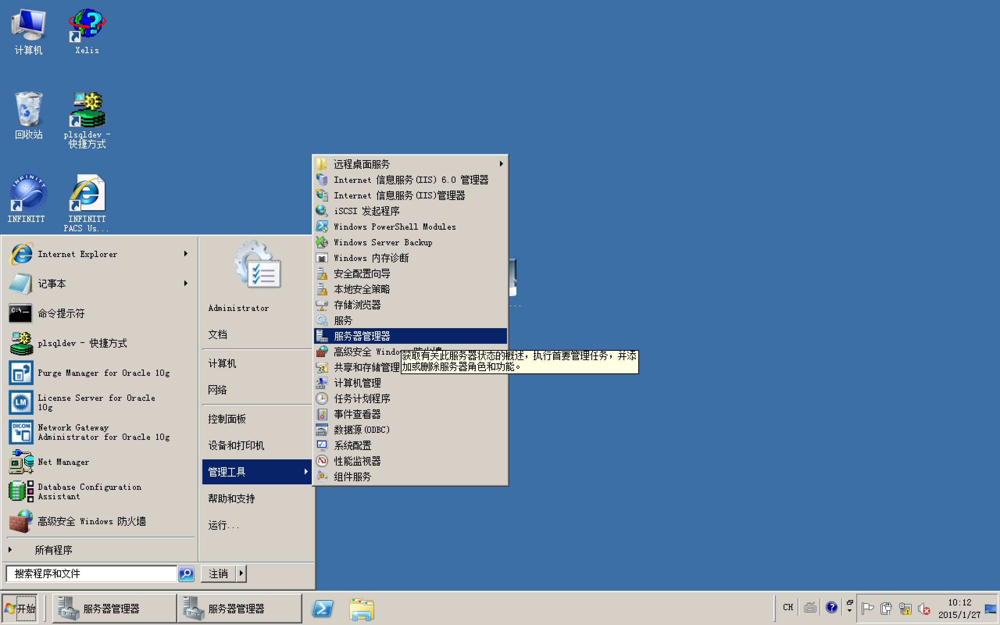 计算机
Xelis
回收站
plsqldev -
快捷方式
INFINITT
INFINITT
INFINITT
PACS Us...
Internet Explorer
记事本
C:\_
命令提示符
plsqldev - 快捷方式
Purge Manager for Oracle 10g
LM
License Server for Oracle
10g
DICOM
Network Gateway
Administrator for Oracle 10g
Net Manager
Database Configuration
Assistant
高级安全 Windows 防火墙
所有程序
搜索程序和文件
注销
Administrator
文档
计算机
网络
控制面板
设备和打印机
管理工具
帮助和支持
运行...
远程桌面服务
Internet 信息服务(IIS) 6.0 管理器
Internet 信息服务(IIS)管理器
iSCSI 发起程序
Windows PowerShell Modules
Windows Server Backup
Windows 内存诊断
安全配置向导
本地安全策略
存储浏览器
服务
服务器管理器
高级安全 Windows 防火墙
共享和存储管理
计算机管理
任务计划程序
事件查看器
数据源(ODBC)
系统配置
性能监视器
组件服务
获取有关此服务器状态的概述，执行首要管理任务，并添
加或删除服务器角色和功能。
...
开始
服务器管理器
服务器管理器
CH
10:12
2015/1/27